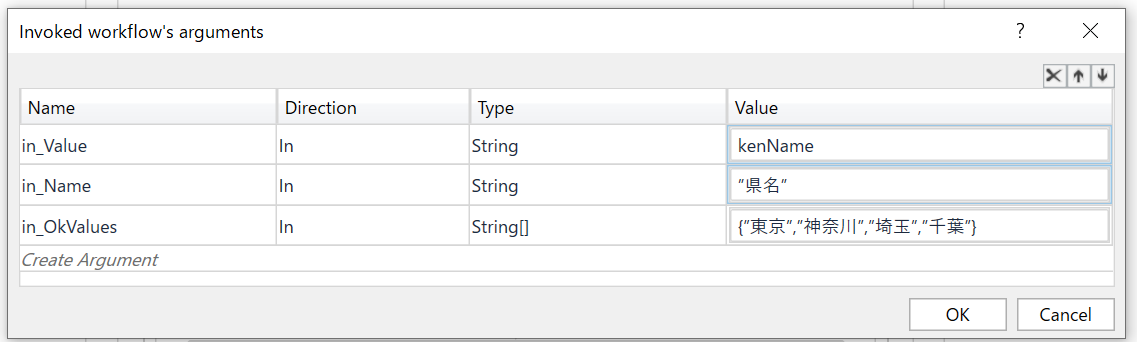 Invoked workflow's arguments ?
Name Direction Type Value
in_Value In String kenName
in_Name In String "県名"
in_OkValues In String[] {"東京","神奈川","埼玉","千葉"}
Create Argument
OK Cancel